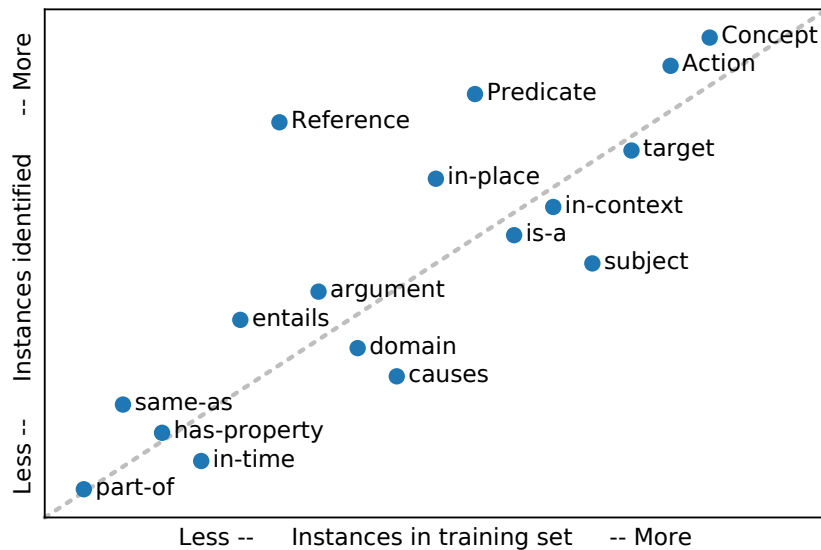 Concept
Action
Predicate
Reference
target
in-place
in-context
is-a
subject
argument
entails
domain
causes
same-as
has-property
in-time
part-of
Less -- Instances identified -- More
Less -- Instances in training set -- More